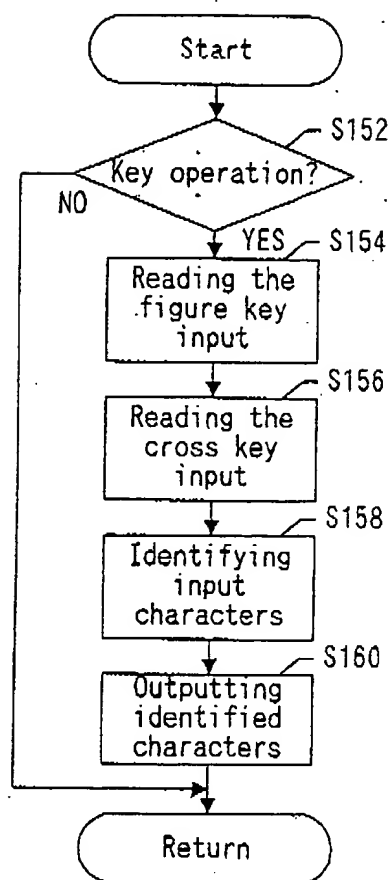 Start
S152
Key operation?
NO
YES
S154
Reading the
figure key
input
S156
Reading the
cross key
input
S158
Identifying
input
characters
S160
Outputting
identified
characters
Return